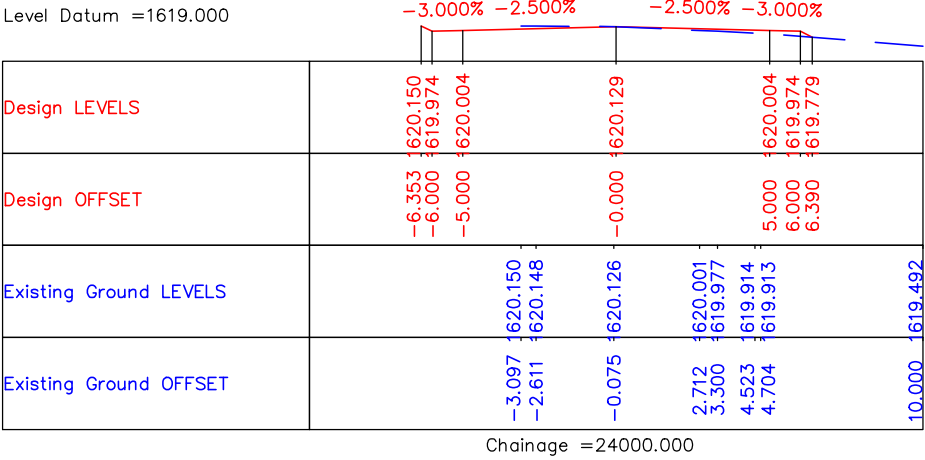 -3.000% -2.500% -2.500% -3.000%
Level Datum =1619.000
Design LEVELS 1620.150 1619.974 1620.004 1620.129 1620.004 1619.974 1619.779
Design OFFSET -6.353 -6.000 -5.000 -0.000 5.000 6.000 6.390
Existing Ground LEVELS 1620.150 1620.148 1620.126 1620.001 1619.977 1619.914 1619.913 1619.492
Existing Ground OFFSET -3.097 -2.611 -0.075 2.712 3.300 4.523 4.704 10.000
Chainage =24000.000